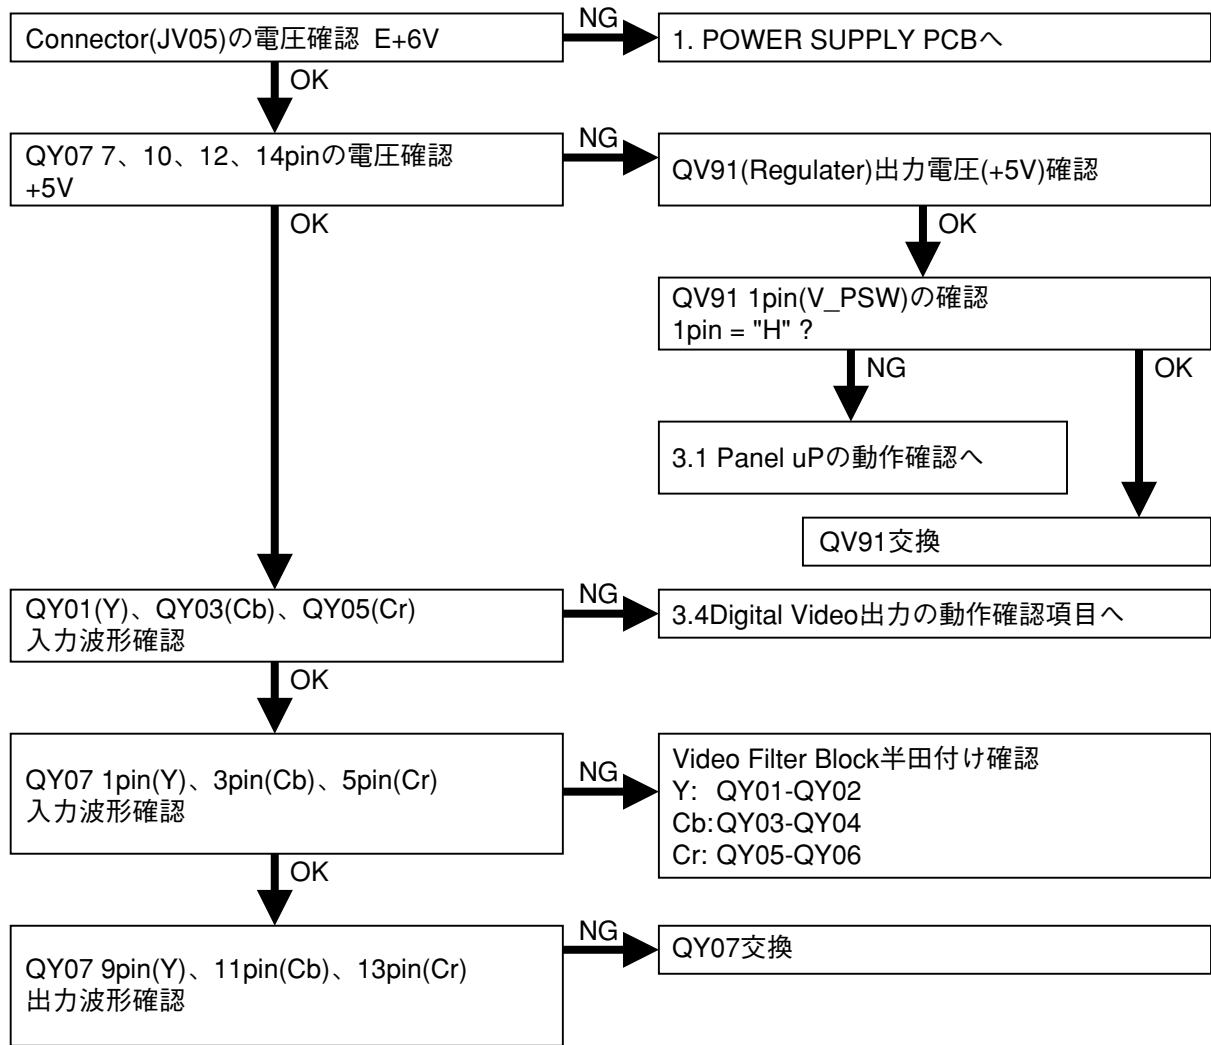 Connector(JV05)の電圧確認 E+6V
NG
1. POWER SUPPLY PCBへ
OK
QY07 7、10、12、14pinの電圧確認
+5V
NG
QV91(Regulater)出力電圧(+5V)確認
OK
OK
QV91 1pin(V_PSW)の確認
1pin = "H" ?
NG
OK
3.1 Panel uPの動作確認へ
QV91交換
QY01(Y)、QY03(Cb)、QY05(Cr)
入力波形確認
NG
3.4Digital Video出力の動作確認項目へ
OK
QY07 1pin(Y)、3pin(Cb)、5pin(Cr)
入力波形確認
NG
Video Filter Block半田付け確認
Y: QY01-QY02
Cb:QY03-QY04
Cr: QY05-QY06
OK
QY07 9pin(Y)、11pin(Cb)、13pin(Cr)
出力波形確認
NG
QY07交換